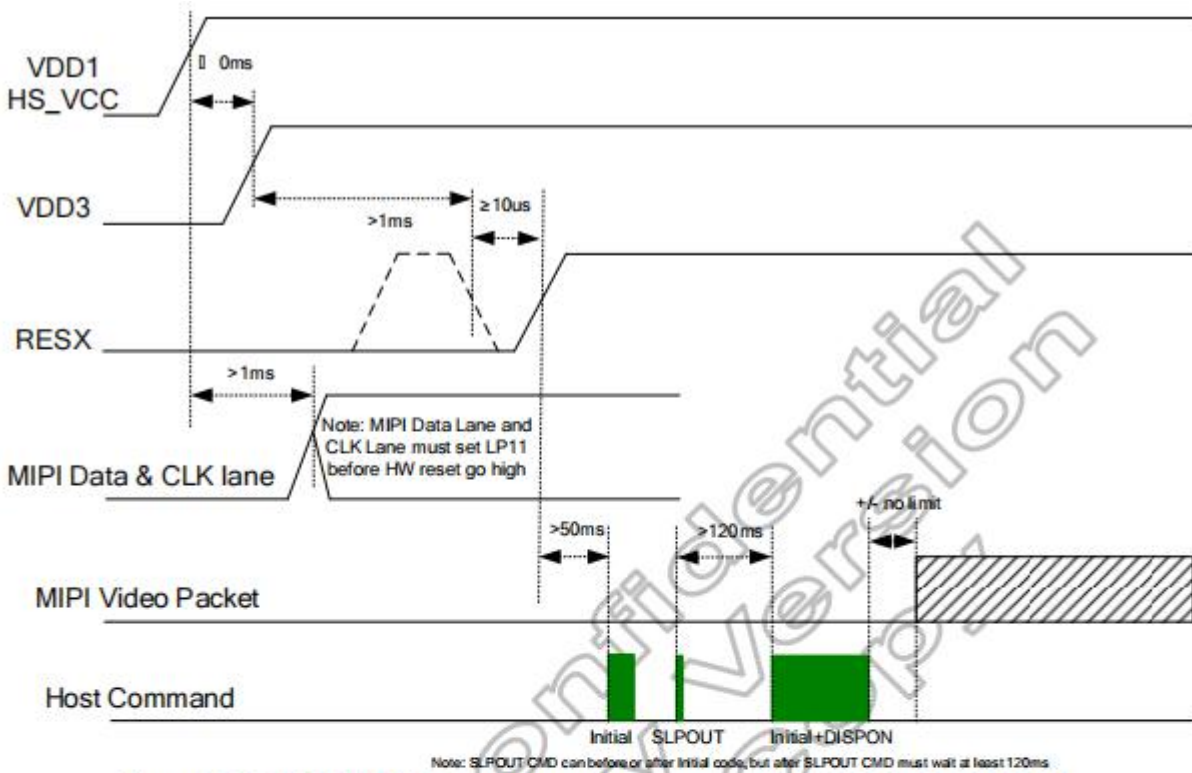 VDD1
HS_VCC
▯ 0ms
VDD3
>1ms
≥10us
RESX
>1ms
Note: MIPI Data Lane and
CLK Lane must set LP11
before HW reset go high
MIPI Data & CLK lane
+/- no limit
>50ms
>120ms
MIPI Video Packet
Host Command
Initial
SLPOUT
Initial+DISPON
Note: SLPOUT CMD can before or after Initial code, but after SLPOUT CMD must wait at least 120ms
Confidential
Version